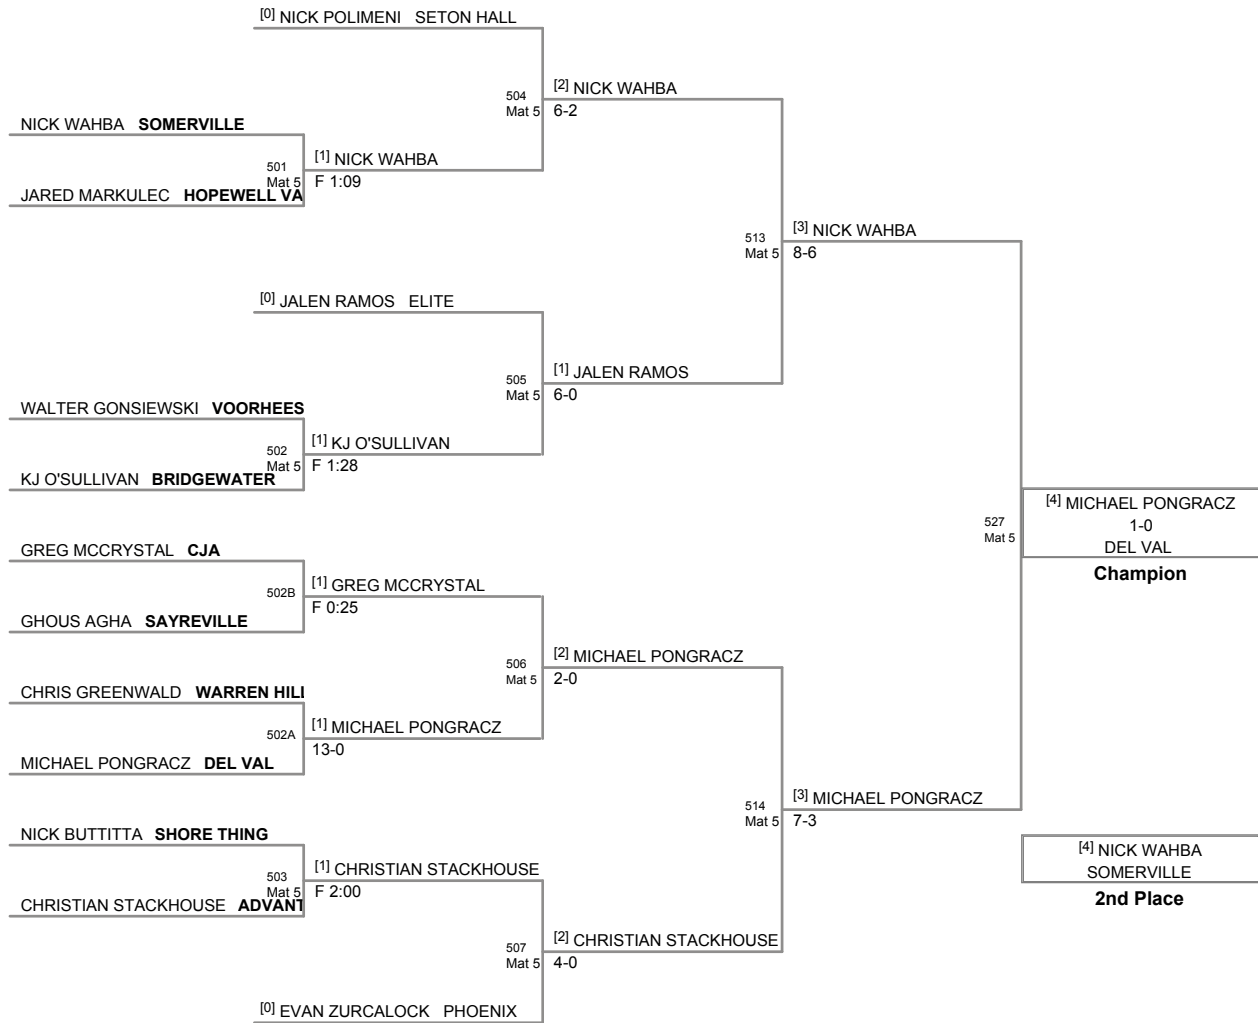 [0] NICK POLIMENI SETON HALL
504 [2] NICK WAHBA
Mat 5 6-2
NICK WAHBA SOMERVILLE
501 [1] NICK WAHBA
Mat 5 F 1:09
JARED MARKULEC HOPEWELL VA
513 [3] NICK WAHBA
Mat 5 8-6
[0] JALEN RAMOS ELITE
505 [1] JALEN RAMOS
Mat 5 6-0
WALTER GONSIEWSKI VOORHEES
502 [1] KJ O'SULLIVAN
Mat 5 F 1:28
KJ O'SULLIVAN BRIDGEWATER
527 [4] MICHAEL PONGRACZ
Mat 5 1-0
DEL VAL
Champion
GREG MCCRYSTAL CJA
502B [1] GREG MCCRYSTAL
F 0:25
GHOUS AGHA SAYREVILLE
506 [2] MICHAEL PONGRACZ
Mat 5 2-0
CHRIS GREENWALD WARREN HILL
502A [1] MICHAEL PONGRACZ
13-0
MICHAEL PONGRACZ DEL VAL
514 [3] MICHAEL PONGRACZ
Mat 5 7-3
NICK BUTTITTA SHORE THING
503 [1] CHRISTIAN STACKHOUSE
Mat 5 F 2:00
CHRISTIAN STACKHOUSE ADVANT
[4] NICK WAHBA
SOMERVILLE
2nd Place
507 [2] CHRISTIAN STACKHOUSE
Mat 5 4-0
[0] EVAN ZURCALOCK PHOENIX